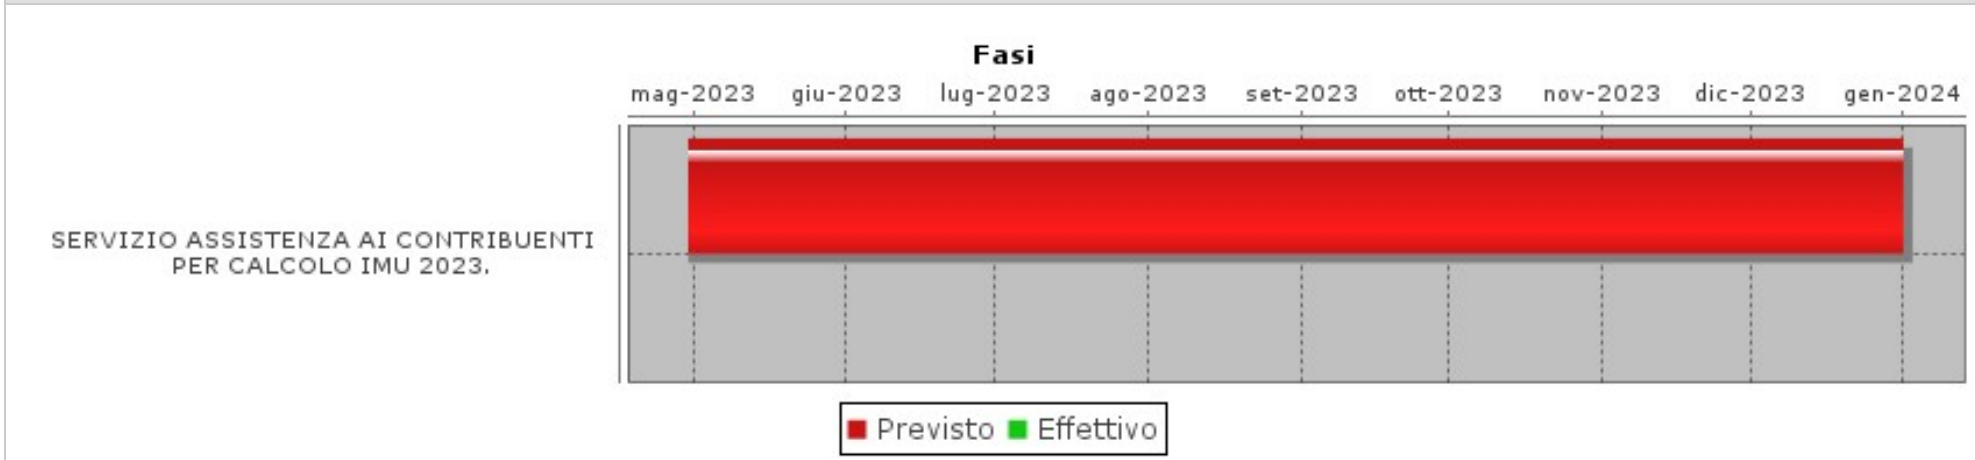 Fasi
mag-2023 giu-2023 lug-2023 ago-2023 set-2023 ott-2023 nov-2023 dic-2023 gen-2024
SERVIZIO ASSISTENZA AI CONTRIBUENTI
PER CALCOLO IMU 2023.
Previsto Effettivo